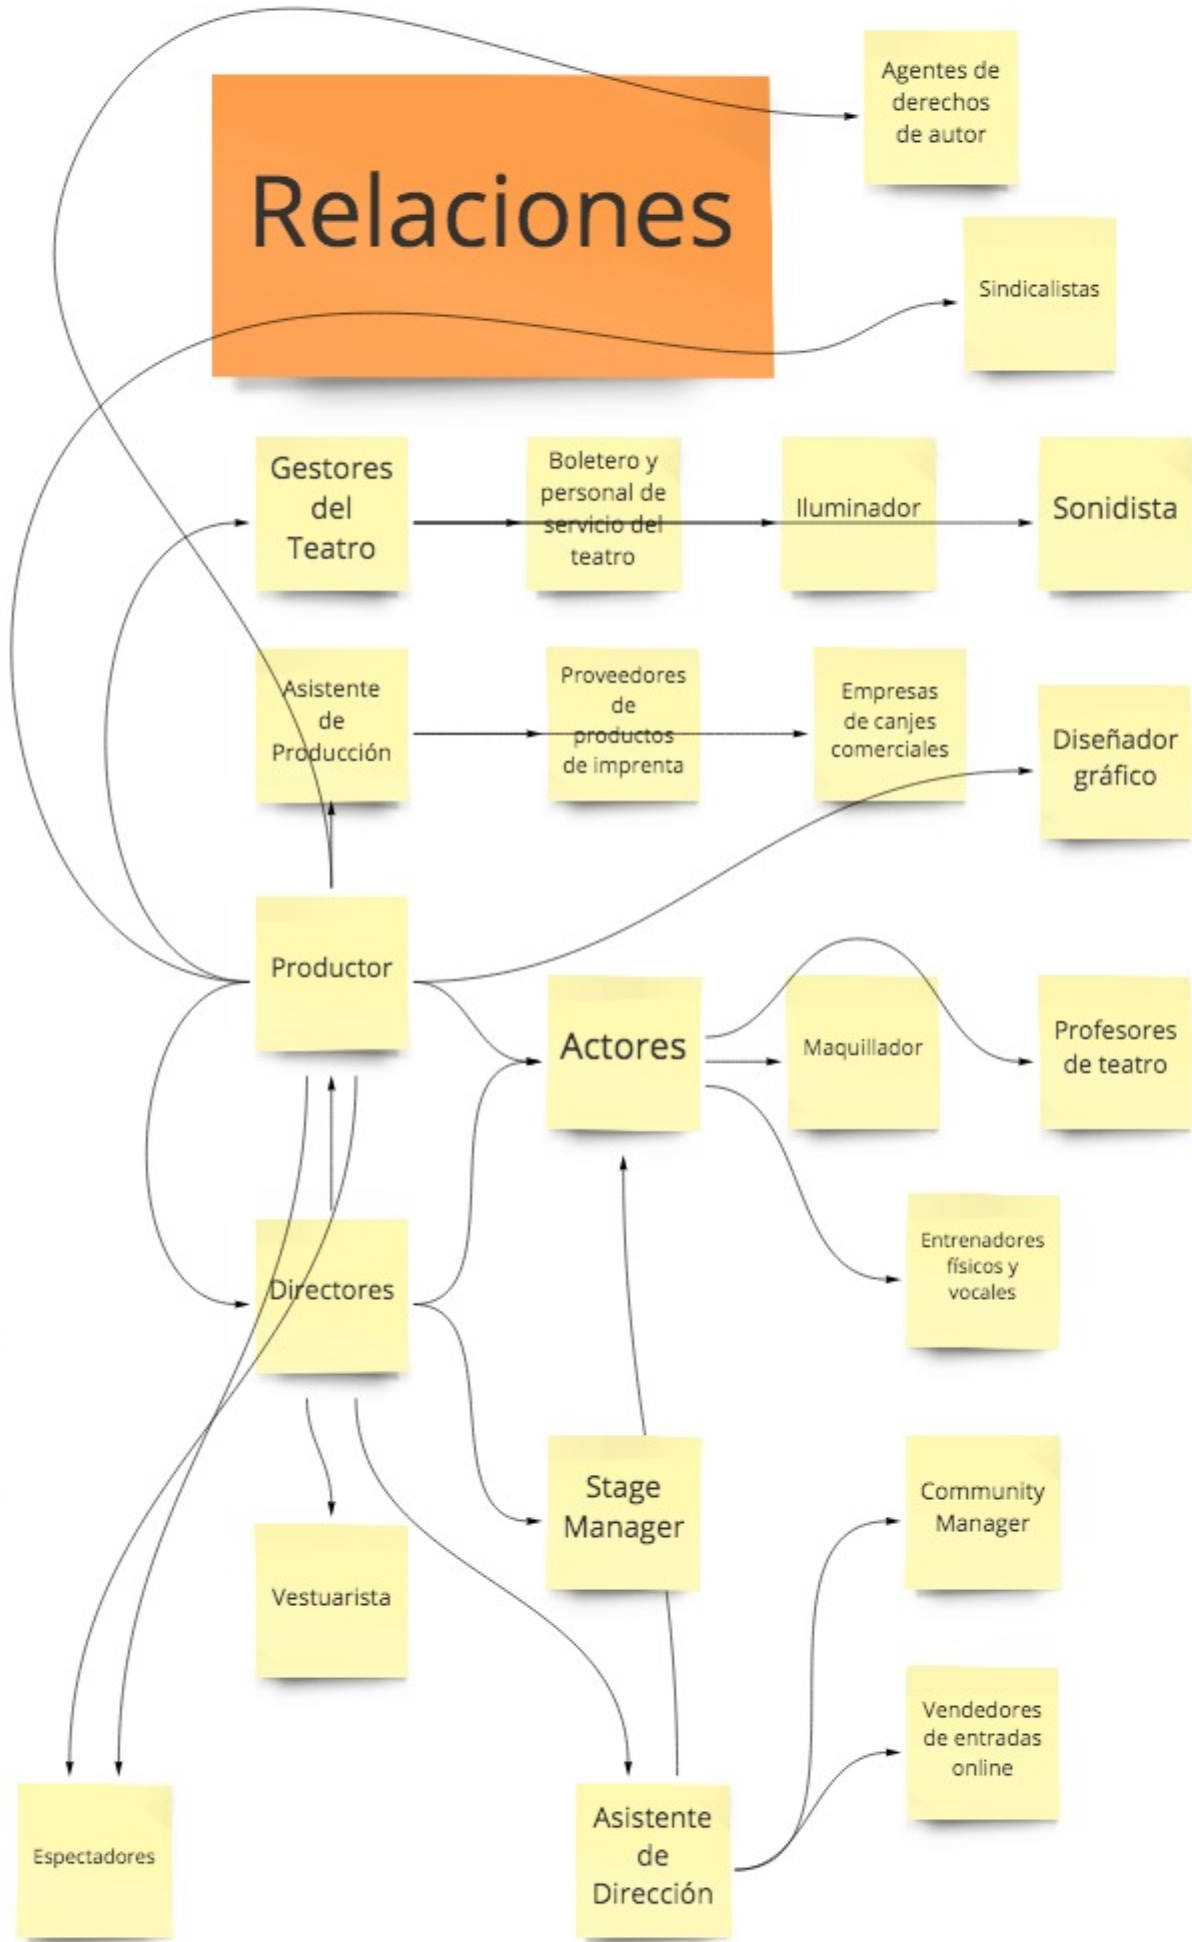 Agentes de
derechos
de autor
Relaciones
Sindicalistas
Gestores
del
Teatro
Boletero y
personal de
servicio del
teatro
Iluminador
Sonidista
Asistente
de
Producción
Proveedores
de
productos
de imprenta
Empresas
de canjes
comerciales
Diseñador
gráfico
Productor
Actores
Maquillador
Profesores
de teatro
Directores
Entrenadores
físicos y
vocales
Stage
Manager
Community
Manager
Vestuarista
Vendedores
de entradas
online
Espectadores
Asistente
de
Dirección